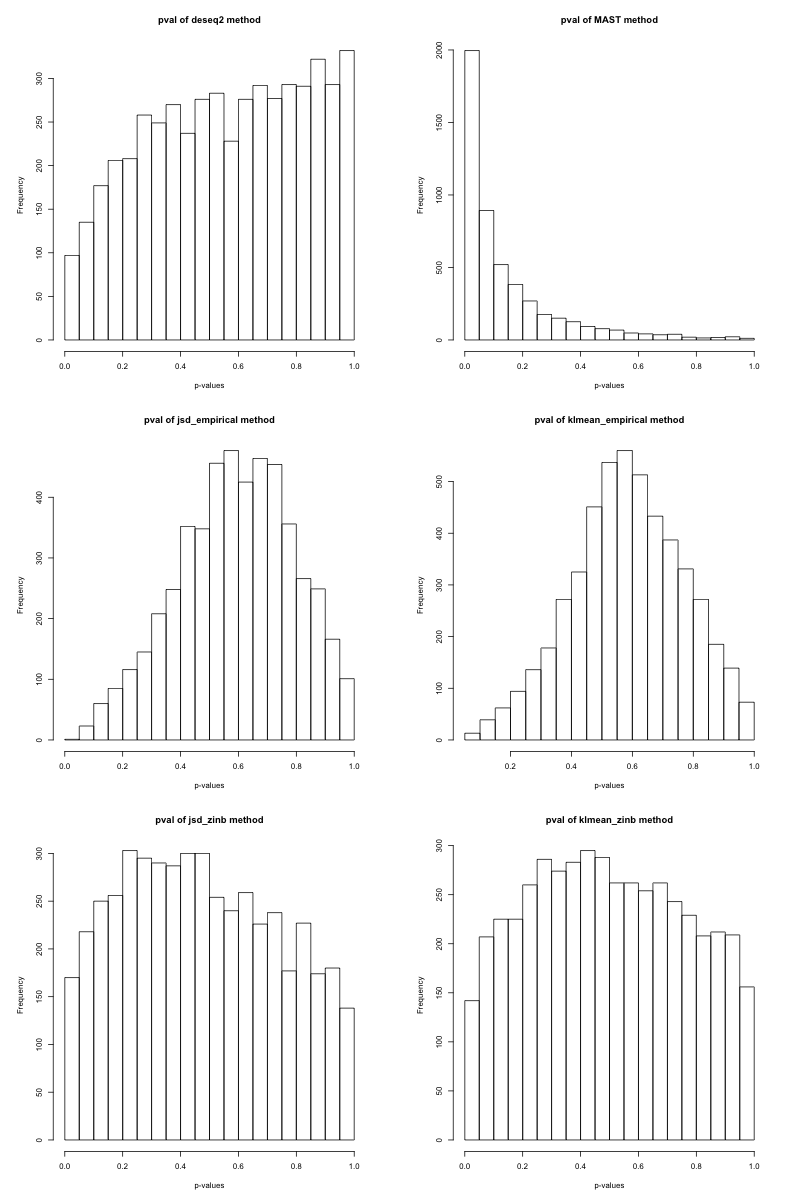 pval of deseq2 method
Frequency
0 50 100 150 200 250 300
0.0 0.2 0.4 0.6 0.8 1.0
p-values
pval of MAST method
Frequency
0 500 1000 1500 2000
0.0 0.2 0.4 0.6 0.8 1.0
p-values
pval of jsd_empirical method
Frequency
0 100 200 300 400
0.0 0.2 0.4 0.6 0.8 1.0
p-values
pval of klmean_empirical method
Frequency
0 100 200 300 400 500
0.2 0.4 0.6 0.8 1.0
p-values
pval of jsd_zinb method
Frequency
0 50 100 150 200 250 300
0.0 0.2 0.4 0.6 0.8 1.0
p-values
pval of klmean_zinb method
Frequency
0 50 100 150 200 250 300
0.0 0.2 0.4 0.6 0.8 1.0
p-values